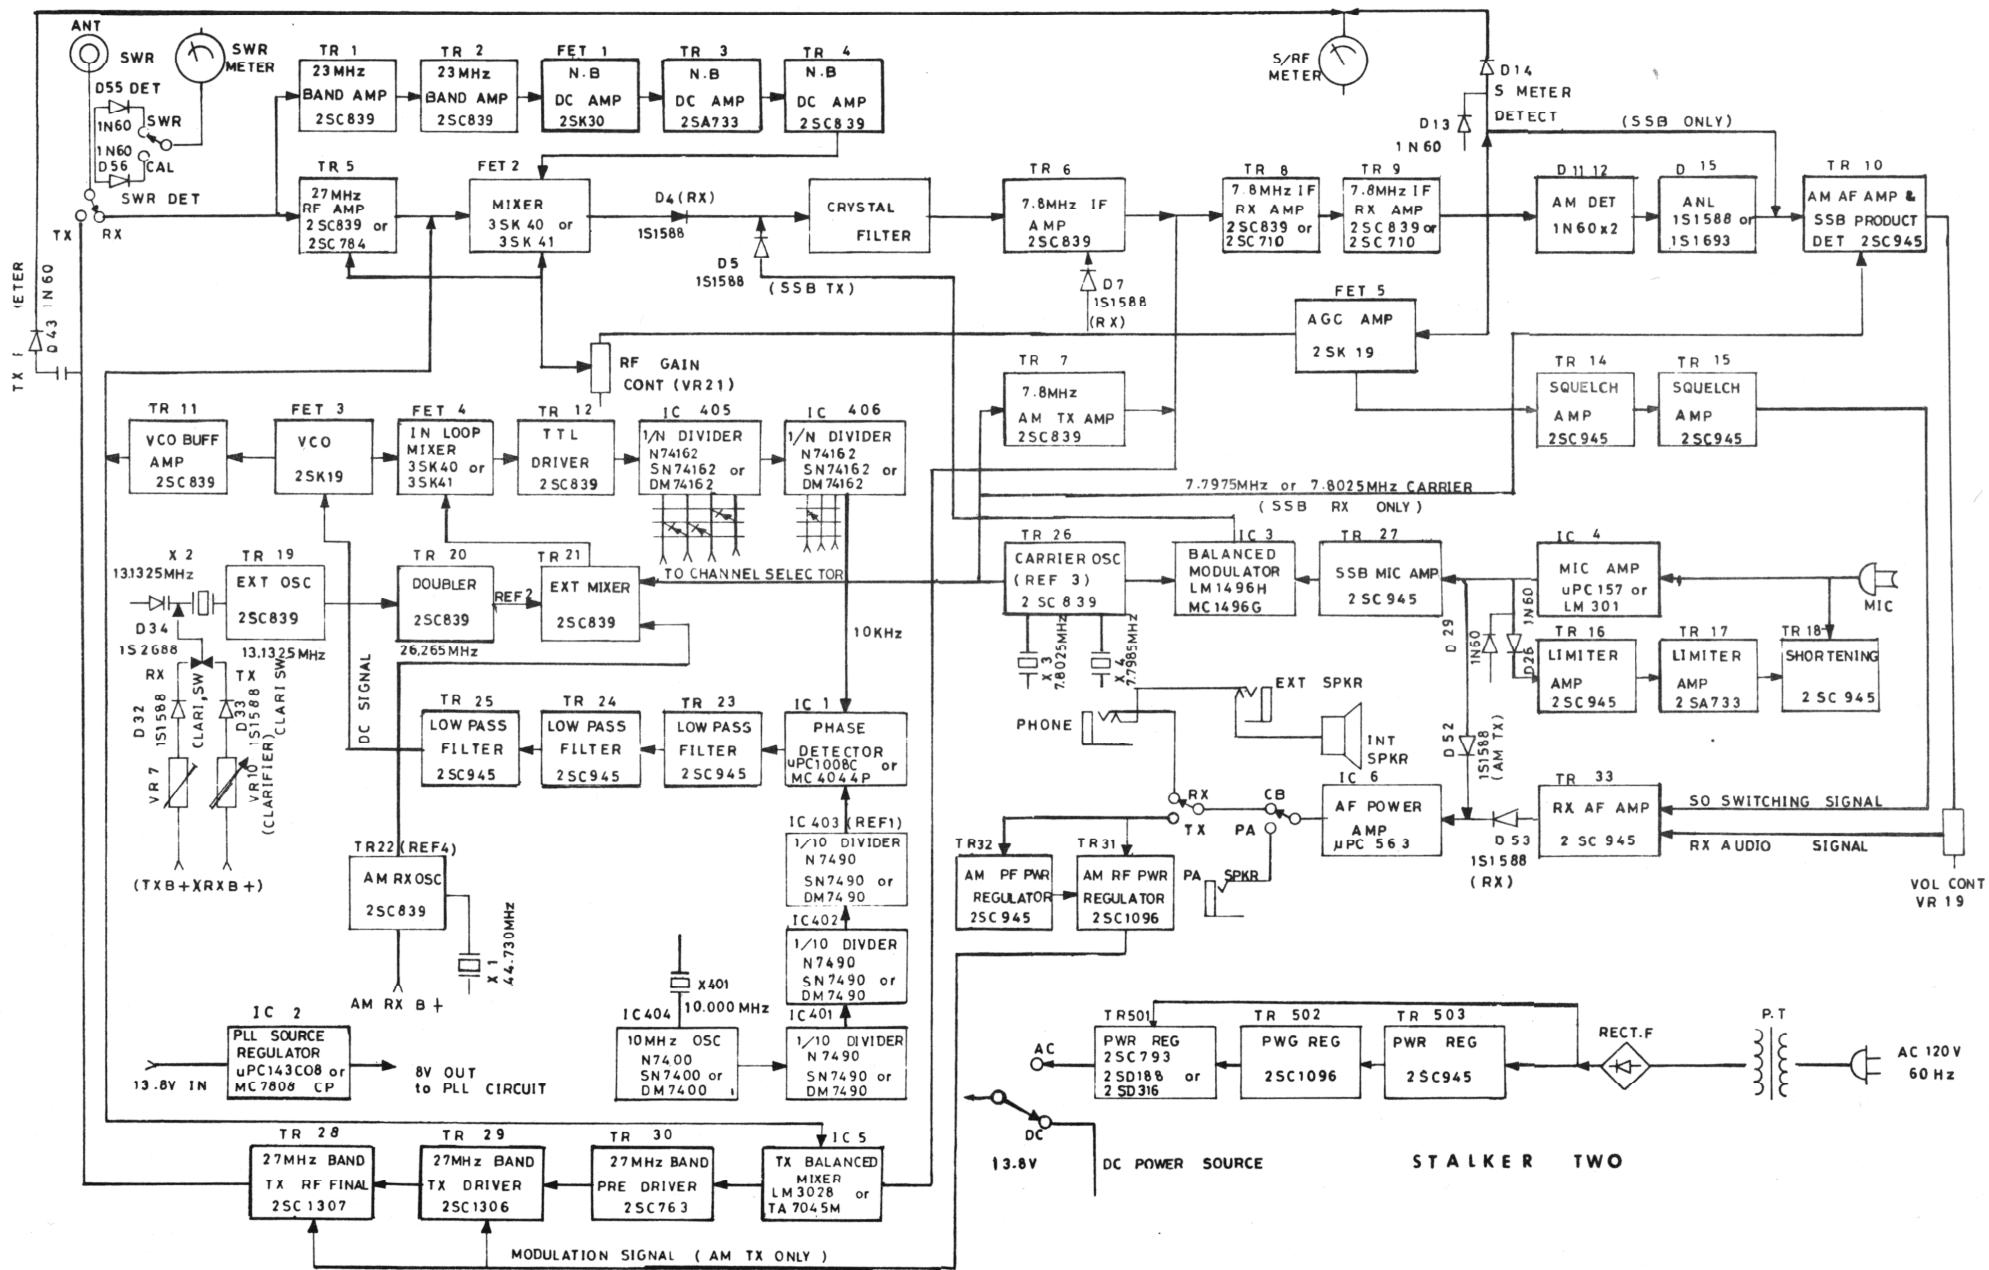 ANT
SWR
SWR
METER
D55 DET
1N60
SWR
1N60
D56
CAL
SWR DET
TX
RX
TR 1
23MHz
BAND AMP
2SC839
TR 2
23MHz
BAND AMP
2SC839
FET 1
N.B
DC AMP
2SK30
TR 3
N.B
DC AMP
2SA733
TR 4
N.B
DC AMP
2SC839
S/RF
METER
D14
S METER
DETECT
D13
1N60
(SSB ONLY)
TR 5
27MHz
RF AMP
2SC839 or
2SC784
FET 2
MIXER
3SK40 or
3SK41
D4(RX)
1S1588
D5
1S1588
(SSB TX)
CRYSTAL
FILTER
TR 6
7.8MHz IF
AMP
2SC839
D7
1S1588
(RX)
TR 8
7.8MHz IF
RX AMP
2SC839 or
2SC710
TR 9
7.8MHz IF
RX AMP
2SC839 or
2SC710
D 11 12
AM DET
1N60x2
D 15
ANL
1S1588 or
1S1693
TR 10
AM AF AMP &
SSB PRODUCT
DET 2SC945
FET 5
AGC AMP
2SK19
TX
ETER
D43
1N60
RF GAIN
CONT (VR21)
TR 7
7.8MHz
AM TX AMP
2SC839
TR 14
SQUELCH
AMP
2SC945
TR 15
SQUELCH
AMP
2SC945
TR 11
VCO BUFF
AMP
2SC839
FET 3
VCO
2SK19
FET 4
IN LOOP
MIXER
3SK40 or
3SK41
TR 12
TTL
DRIVER
2SC839
IC 405
1/N DIVIDER
N74162
SN74162 or
DM74162
IC 406
1/N DIVIDER
N74162
SN74162 or
DM74162
7.7975MHz or 7.8025MHz CARRIER
(SSB RX ONLY)
X2
13.1325MHz
D34
1S2688
TR 19
EXT OSC
2SC839
13.1325MHz
TR 20
DOUBLER
2SC839
26.265MHz
REF2
TR 21
EXT MIXER
2SC839
TO CHANNEL SELECTOR
10KHz
TR 26
CARRIER OSC
(REF 3)
2SC839
X3
7.8025MHz
X4
7.7985MHz
IC 3
BALANCED
MODULATOR
LM1496H
MC1496G
TR 27
SSB MIC AMP
2SC945
IC 4
MIC AMP
uPC157 or
LM301
MIC
D29
1N60
1N60
D26
TR 16
LIMITER
AMP
2SC945
TR 17
LIMITER
AMP
2SA733
TR 18
SHORTENING
2SC945
RX
TX
CLARI,SW
CLARI SW
D32
1S1588
D33
1S1588
VR7
VR10
(CLARIFIER)
(TXB+)(RXB+)
DC SIGNAL
TR 25
LOW PASS
FILTER
2SC945
TR 24
LOW PASS
FILTER
2SC945
TR 23
LOW PASS
FILTER
2SC945
IC 1
PHASE
DETECTOR
uPC1008C or
MC4044P
PHONE
EXT SPKR
INT
SPKR
D52
1S1588
(AM TX)
RX
TX
CB
PA
IC 6
AF POWER
AMP
µPC563
D53
1S1588
(RX)
TR 33
RX AF AMP
2SC945
SO SWITCHING SIGNAL
RX AUDIO SIGNAL
VOL CONT
VR 19
IC403(REF1)
1/10 DIVIDER
N7490
SN7490 or
DM7490
IC402
1/10 DIVDER
N7490
SN7490 or
DM7490
IC401
1/10 DIVIDER
N7490
SN7490 or
DM7490
TR32
AM PF PWR
REGULATOR
2SC945
TR31
AM RF PWR
REGULATOR
2SC1096
PA SPKR
TR22(REF4)
AM RX OSC
2SC839
X1
44.730MHz
AM RX B+
X401
10.000MHz
IC404
10MHz OSC
N7400
SN7400 or
DM7400
IC 2
PLL SOURCE
REGULATOR
uPC143C08 or
MC7808 CP
13.8V IN
8V OUT
to PLL CIRCUIT
AC
DC
13.8V
DC POWER SOURCE
TR501
PWR REG
2SC793
2SD188 or
2SD316
TR 502
PWG REG
2SC1096
TR 503
PWR REG
2SC945
RECT.F
P.T
AC 120V
60Hz
TR 28
27MHz BAND
TX RF FINAL
2SC1307
TR 29
27MHz BAND
TX DRIVER
2SC1306
TR 30
27MHz BAND
PRE DRIVER
2SC763
IC 5
TX BALANCED
MIXER
LM3028 or
TA7045M
MODULATION SIGNAL (AM TX ONLY)
STALKER TWO